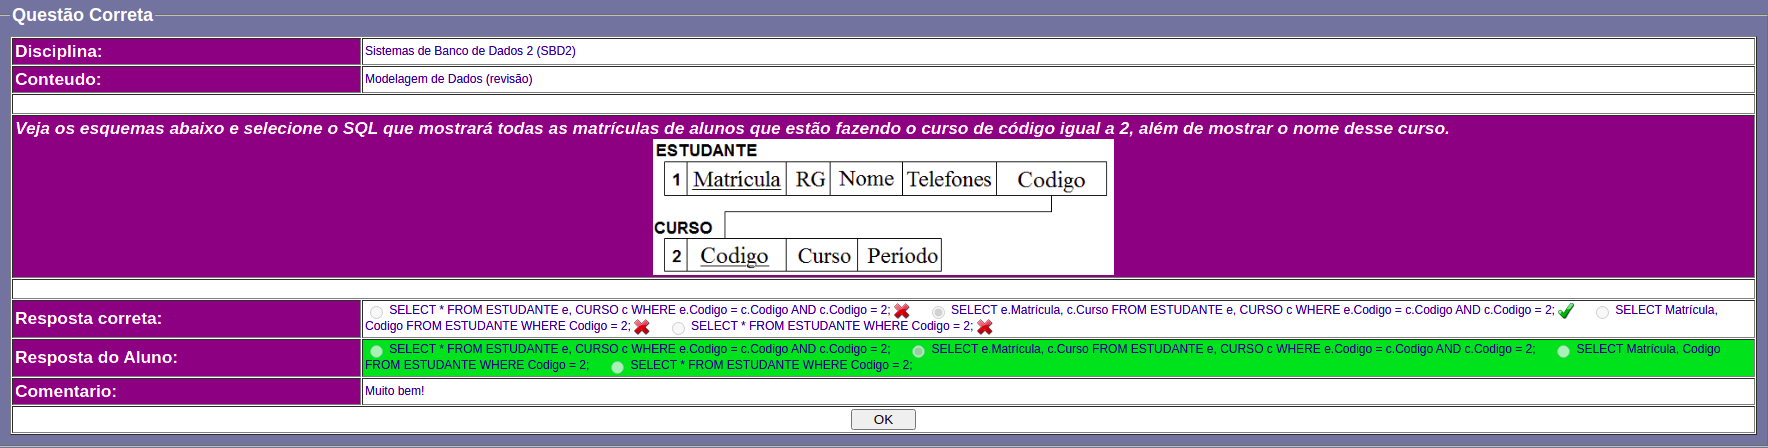 Questão Correta
Disciplina: Sistemas de Banco de Dados 2 (SBD2)
Conteudo: Modelagem de Dados (revisão)
Veja os esquemas abaixo e selecione o SQL que mostrará todas as matrículas de alunos que estão fazendo o curso de código igual a 2, além de mostrar o nome desse curso.
ESTUDANTE
1 Matrícula RG Nome Telefones Codigo
CURSO
2 Codigo Curso Período
Resposta correta: SELECT * FROM ESTUDANTE e, CURSO c WHERE e.Codigo = c.Codigo AND c.Codigo = 2; SELECT e.Matrícula, c.Curso FROM ESTUDANTE e, CURSO c WHERE e.Codigo = c.Codigo AND c.Codigo = 2; SELECT Matrícula,
Codigo FROM ESTUDANTE WHERE Codigo = 2; SELECT * FROM ESTUDANTE WHERE Codigo = 2;
Resposta do Aluno: SELECT * FROM ESTUDANTE e, CURSO c WHERE e.Codigo = c.Codigo AND c.Codigo = 2; SELECT e.Matrícula, c.Curso FROM ESTUDANTE e, CURSO c WHERE e.Codigo = c.Codigo AND c.Codigo = 2; SELECT Matrícula, Codigo
FROM ESTUDANTE WHERE Codigo = 2; SELECT * FROM ESTUDANTE WHERE Codigo = 2;
Comentario: Muito bem!
OK